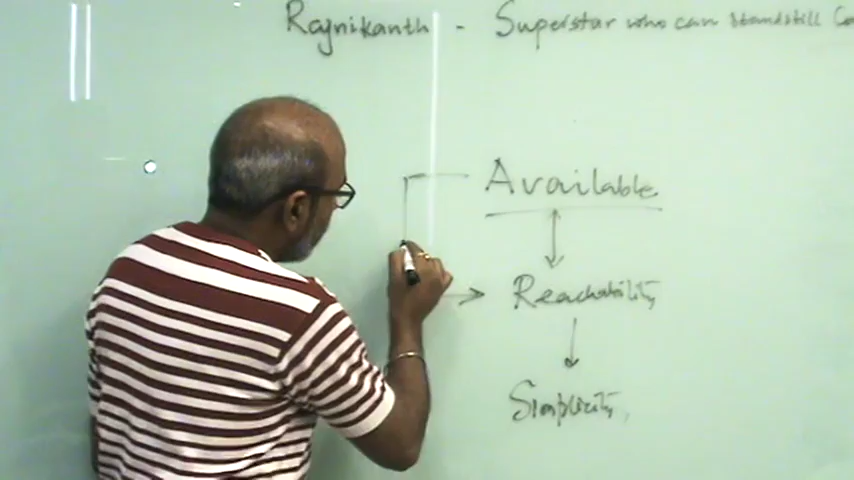 Rajnikanth - Superstar who can standstill
Available
Reachability
Simplicity